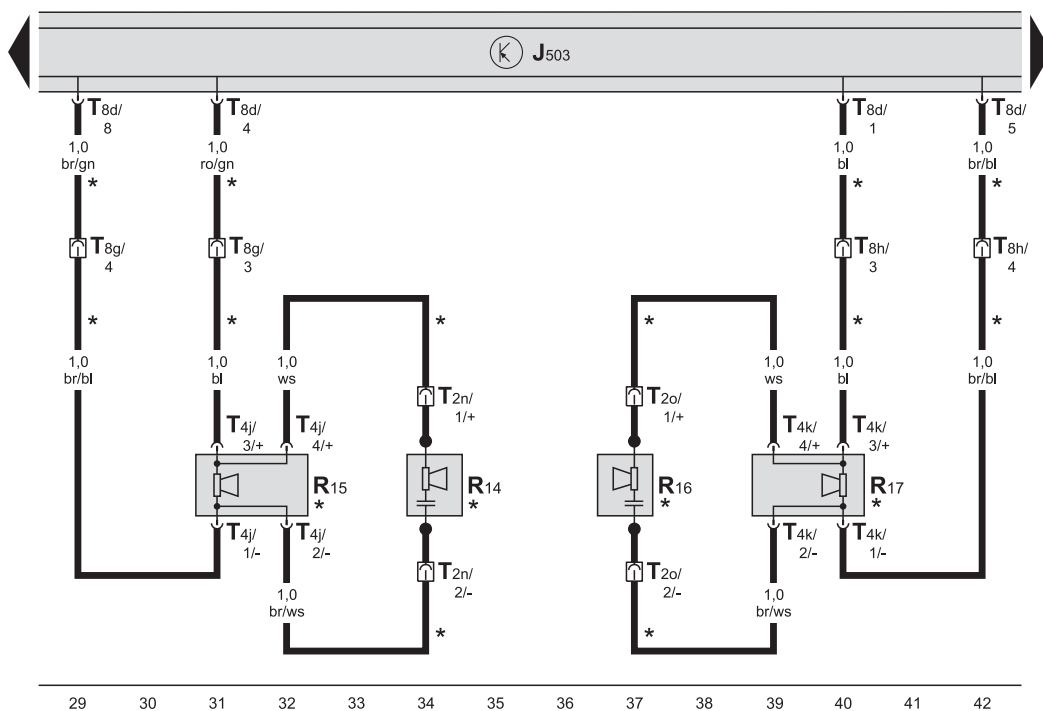 J503
T8d/ T8d/ T8d/ T8d/
8 4 1 5
1,0 1,0 1,0 1,0
br/gn ro/gn bl br/bl
* * * *
T8g/ T8g/ T8h/ T8h/
4 3 3 4
* * * * * *
1,0 1,0 1,0 1,0 1,0 1,0
br/bl bl ws ws bl br/bl
T2n/ T2o/
1/+ 1/+
T4j/ T4j/ T4k/ T4k/
3/+ 4/+ 4/+ 3/+
R15 R14 R16 R17
* * * *
T4j/ T4j/ T4k/ T4k/
1/- 2/- 2/- 1/-
T2n/ T2o/
2/- 2/-
1,0 1,0
br/ws br/ws
* *
29 30 31 32 33 34 35 36 37 38 39 40 41 42